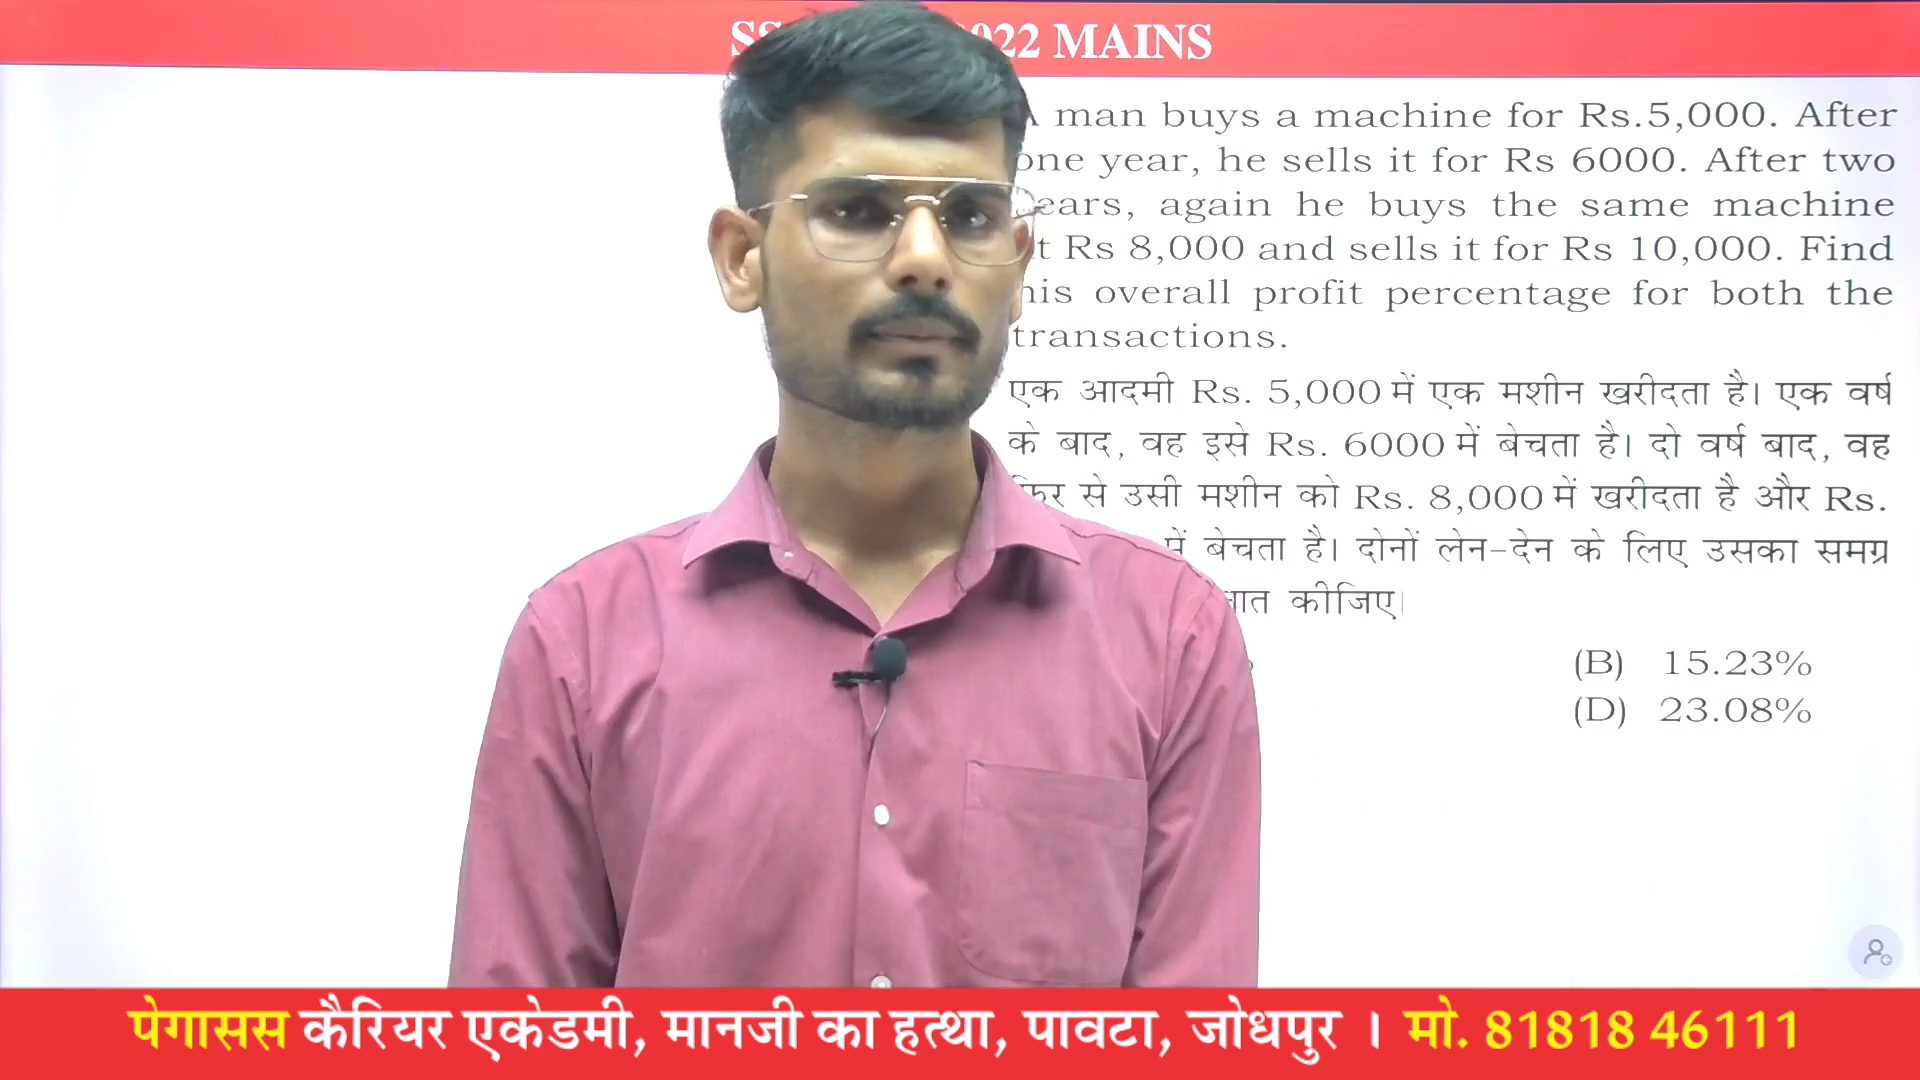 2022 MAINS
man buys a machine for Rs.5,000. After
one year, he sells it for Rs 6000. After two
years, again he buys the same machine
at Rs 8,000 and sells it for Rs 10,000. Find
his overall profit percentage for both the
transactions.
एक आदमी Rs. 5,000 में एक मशीन खरीदता है। एक वर्ष
के बाद, वह इसे Rs. 6000 में बेचता है। दो वर्ष बाद, वह
फिर से उसी मशीन को Rs. 8,000 में खरीदता है और Rs.
में बेचता है। दोनों लेन-देन के लिए उसका समग्र
ज्ञात कीजिए।
(B) 15.23%
(D) 23.08%
पेगासस कैरियर एकेडमी, मानजी का हत्था, पावटा, जोधपुर । मो. 81818 46111